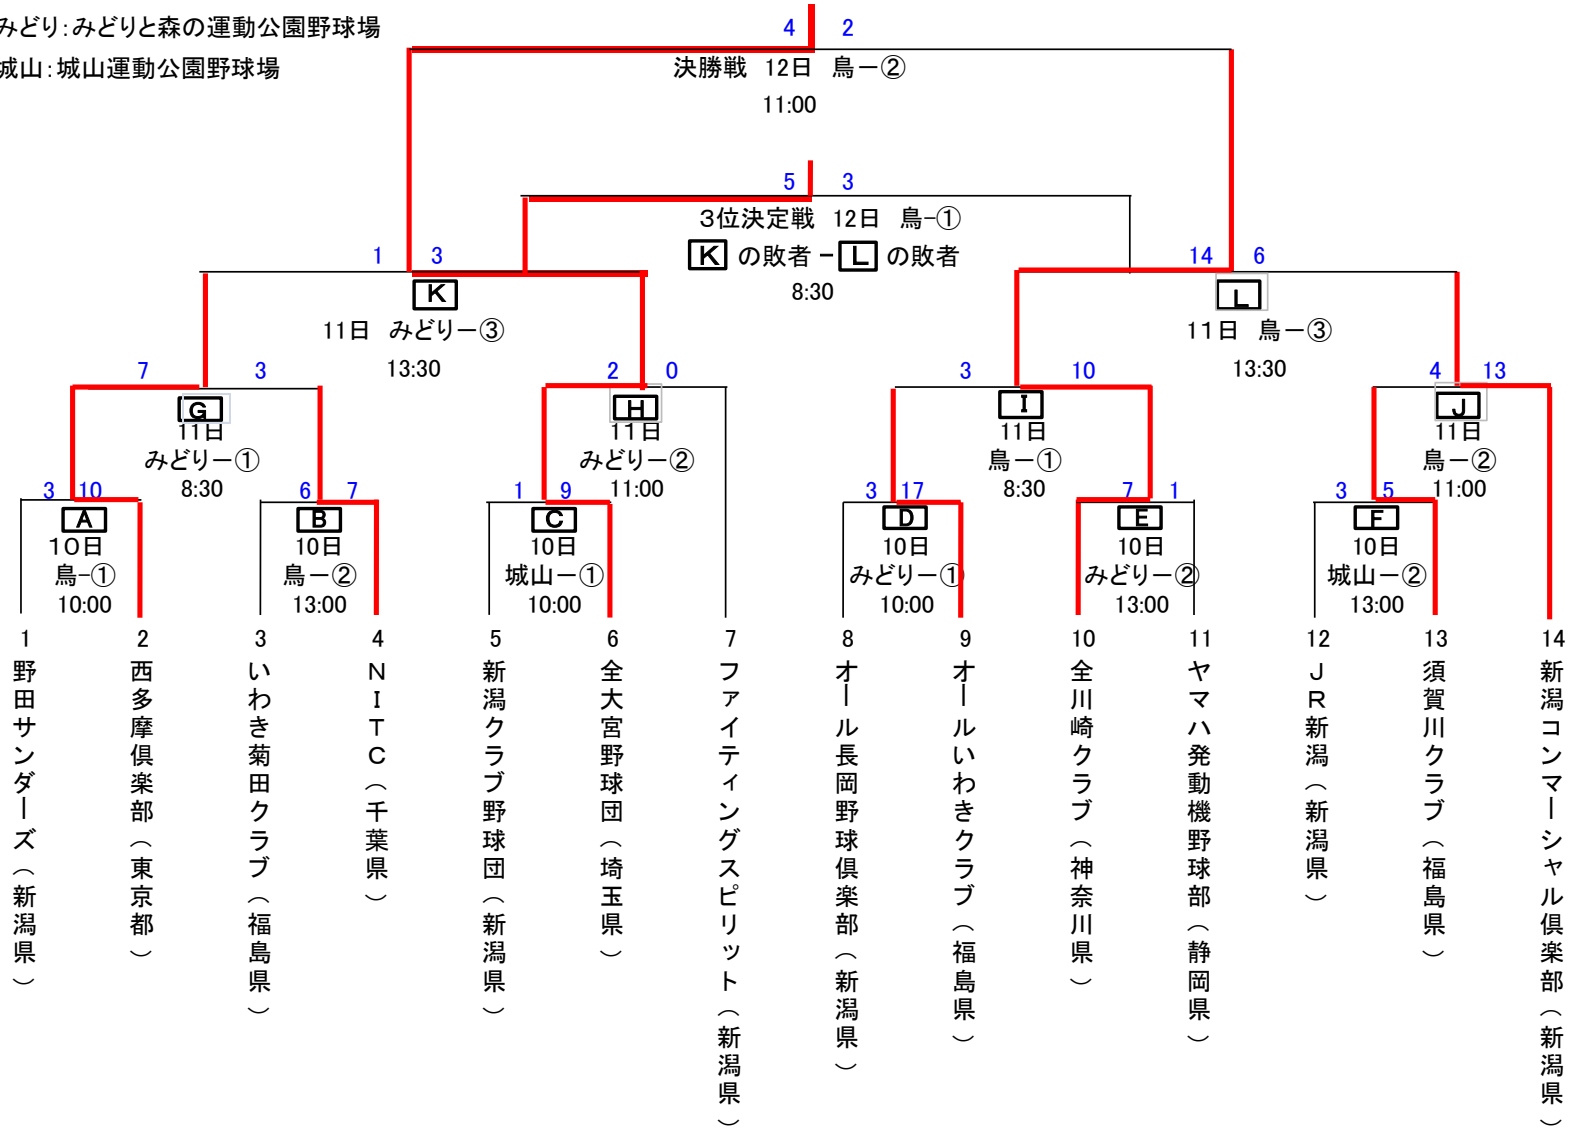 みどり：みどりと森の運動公園野球場
城山：城山運動公園野球場
4 2
決勝戦 12日 鳥－②
11:00
5 3
３位決定戦 12日 鳥-①
K の敗者 － L の敗者
8:30
1 3
K
11日 みどり－③
13:30
14 6
L
11日 鳥－③
13:30
7 3
G
11日
みどり－①
8:30
2 0
H
11日
みどり－②
11:00
3 10
I
11日
鳥－①
8:30
4 13
J
11日
鳥－②
11:00
3 10
A
10日
鳥-①
10:00
6 7
B
10日
鳥－②
13:00
1 9
C
10日
城山－①
10:00
3 17
D
10日
みどり－①
10:00
7 1
E
10日
みどり－②
13:00
3 5
F
10日
城山－②
13:00
1 野田サンダーズ（新潟県）
2 西多摩倶楽部（東京都）
3 いわき菊田クラブ（福島県）
4 ＮＩＴＣ（千葉県）
5 新潟クラブ野球団（新潟県）
6 全大宮野球団（埼玉県）
7 ファイティングスピリット（新潟県）
8 オール長岡野球倶楽部（新潟県）
9 オールいわきクラブ（福島県）
10 全川崎クラブ（神奈川県）
11 ヤマハ発動機野球部（静岡県）
12 ＪＲ新潟（新潟県）
13 須賀川クラブ（福島県）
14 新潟コンマーシャル倶楽部（新潟県）